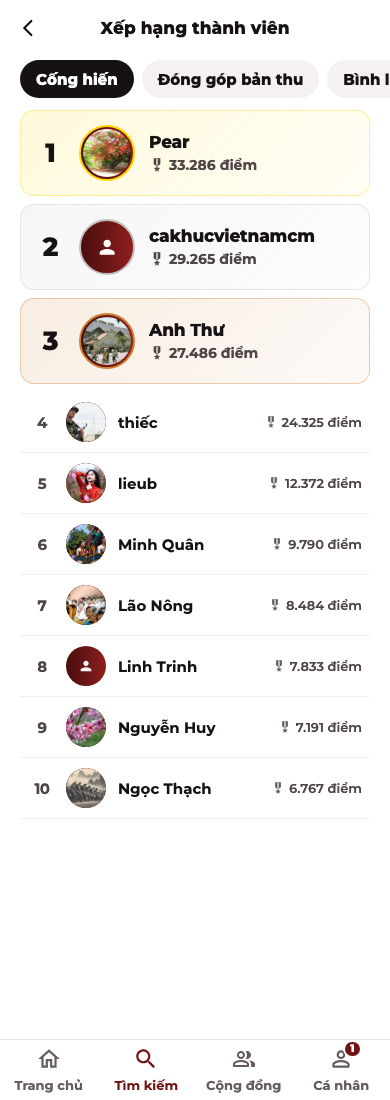 Xếp hạng thành viên
Cống hiến Đóng góp bản thu Bình l
1 Pear
33.286 điểm
2 cakhucvietnamcm
29.265 điểm
3 Anh Thư
27.486 điểm
4 thiếc 24.325 điểm
5 lieub 12.372 điểm
6 Minh Quân 9.790 điểm
7 Lão Nông 8.484 điểm
8 Linh Trinh 7.833 điểm
9 Nguyễn Huy 7.191 điểm
10 Ngọc Thạch 6.767 điểm
1
Trang chủ Tìm kiếm Cộng đồng Cá nhân